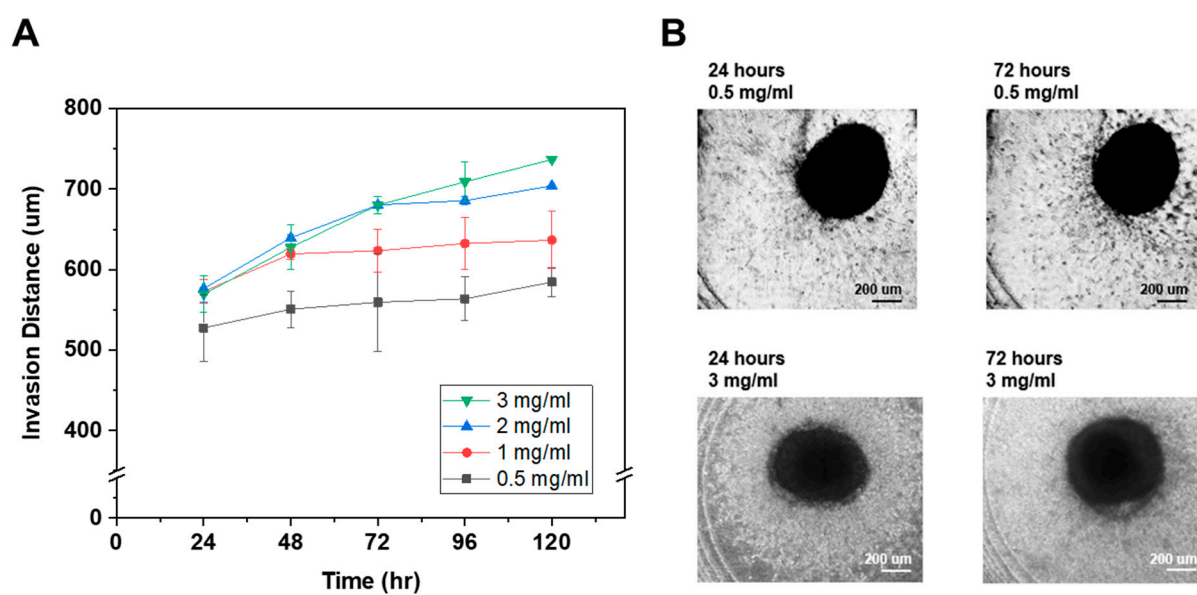 A
800
700
600
500
400
0
0
24
48
72
96
120
Invasion Distance (um)
Time (hr)
3 mg/ml
2 mg/ml
1 mg/ml
0.5 mg/ml
B
24 hours
0.5 mg/ml
200 um
72 hours
0.5 mg/ml
200 um
24 hours
3 mg/ml
200 um
72 hours
3 mg/ml
200 um